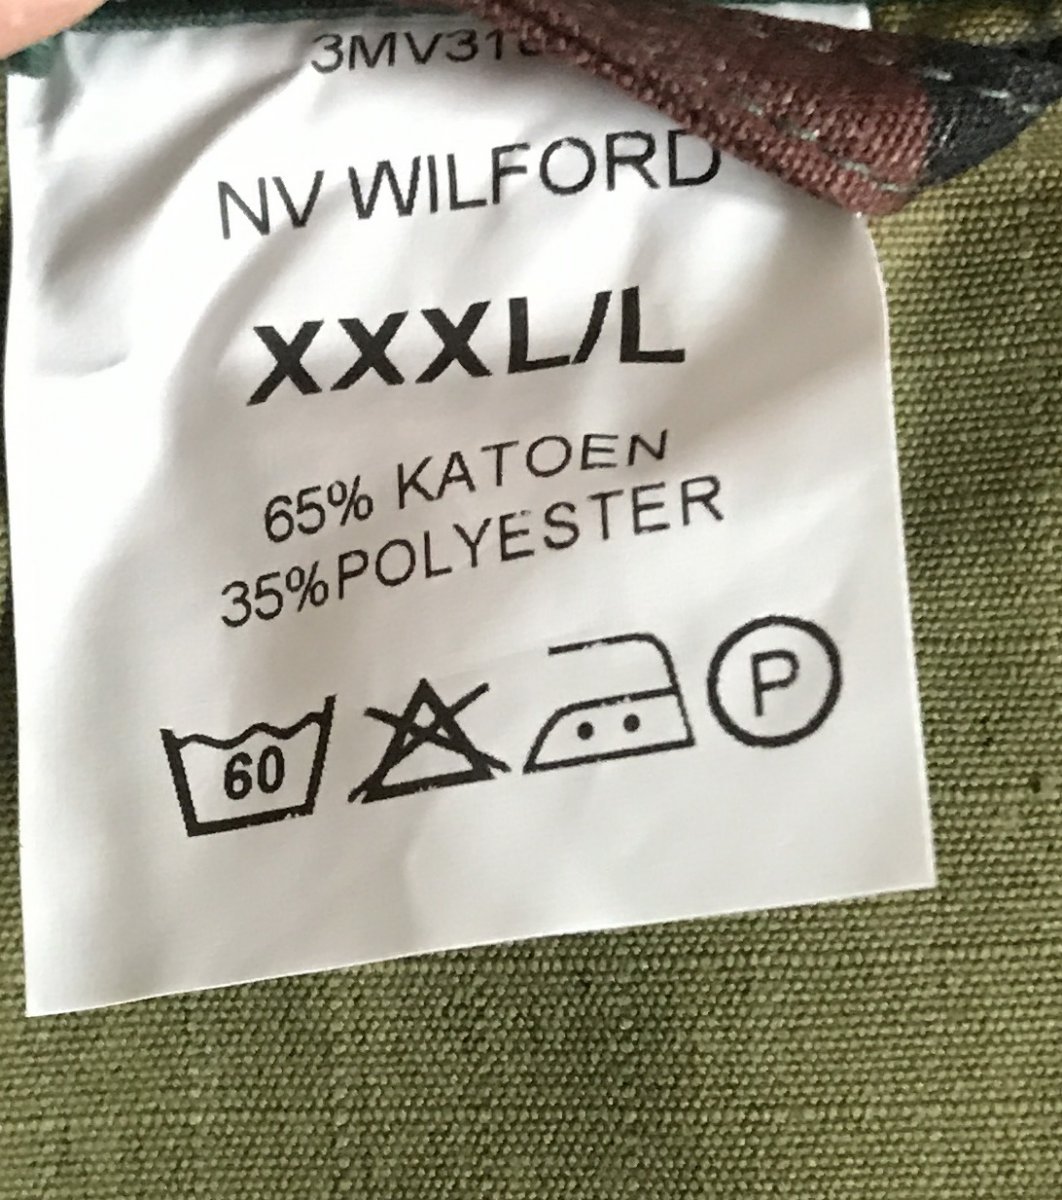 NV WILFORD
XXXL/L
65% KATOEN
35%POLYESTER
60
P